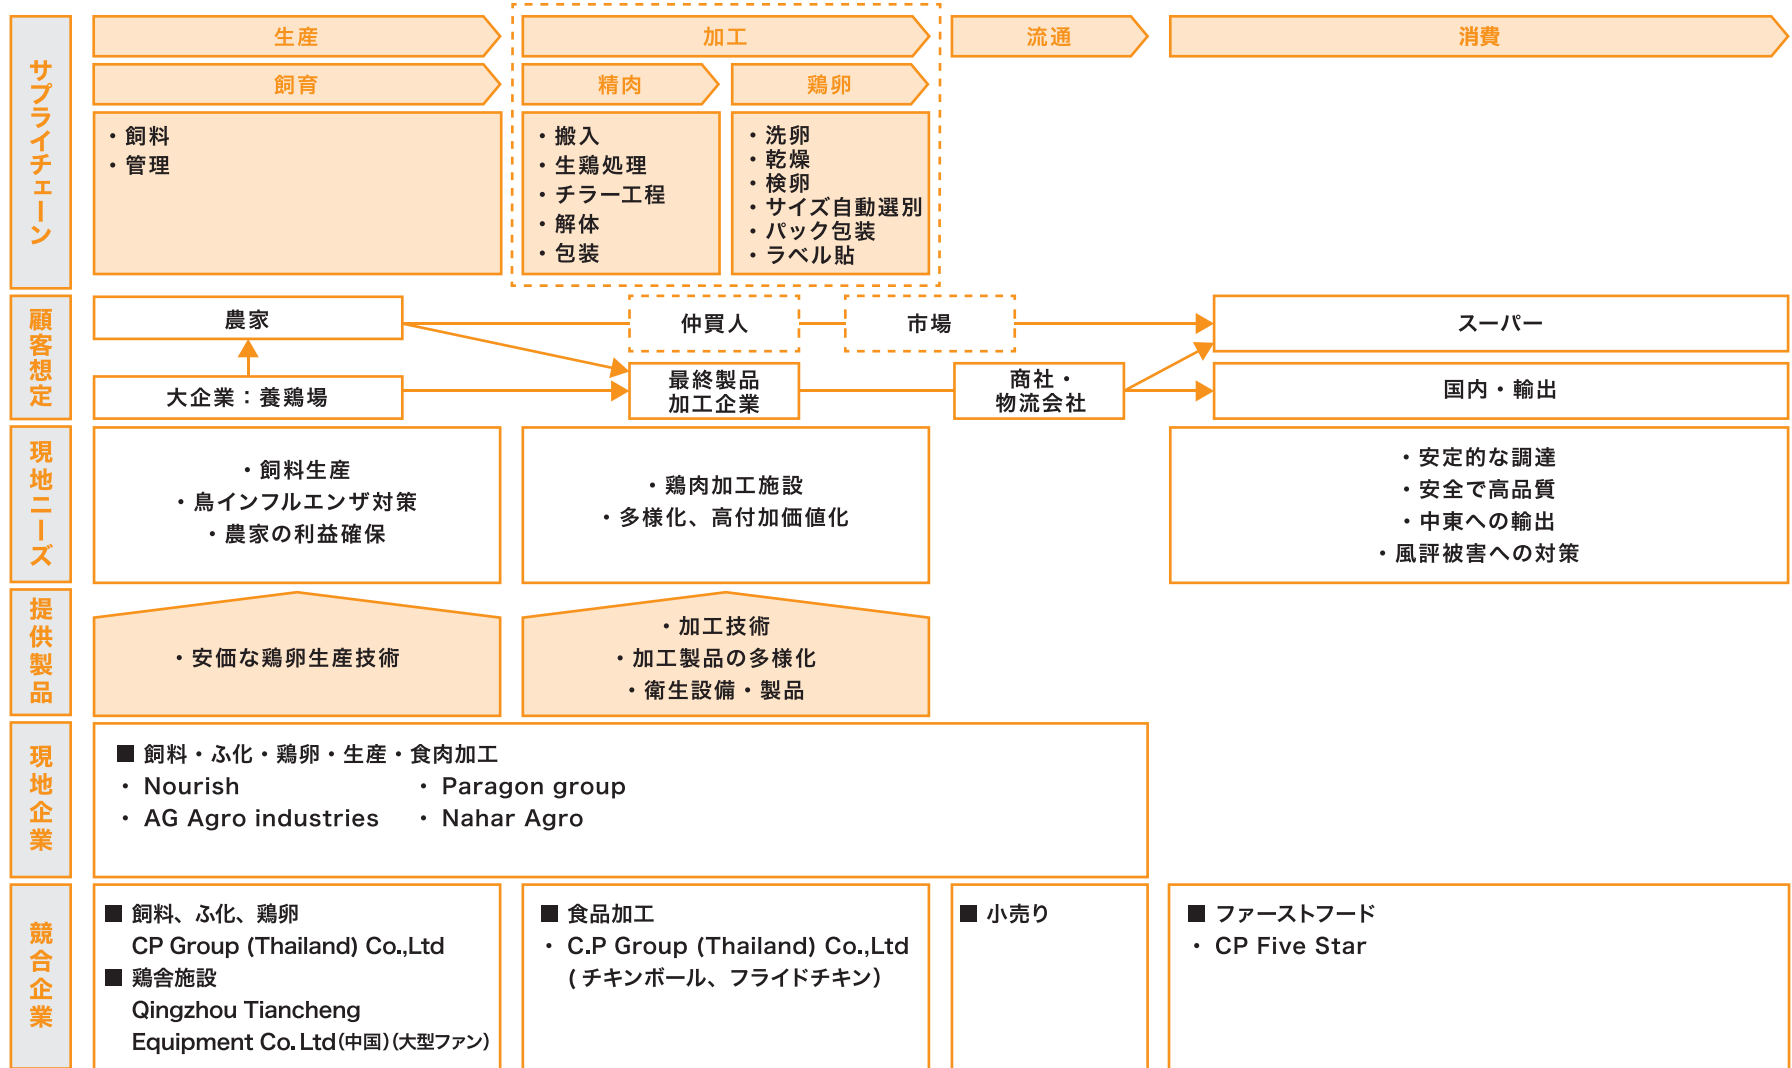 サプライチェーン
生産
加工
流通
消費
飼育
精肉
鶏卵
・飼料
・管理
・搬入
・生鶏処理
・チラー工程
・解体
・包装
・洗卵
・乾燥
・検卵
・サイズ自動選別
・パック包装
・ラベル貼
顧客想定
農家
仲買人
市場
スーパー
大企業：養鶏場
最終製品
加工企業
商社・
物流会社
国内・輸出
現地ニーズ
・飼料生産
・鳥インフルエンザ対策
・農家の利益確保
・鶏肉加工施設
・多様化、高付加価値化
・安定的な調達
・安全で高品質
・中東への輸出
・風評被害への対策
提供製品
・安価な鶏卵生産技術
・加工技術
・加工製品の多様化
・衛生設備・製品
現地企業
■ 飼料・ふ化・鶏卵・生産・食肉加工
・ Nourish
・ Paragon group
・ AG Agro industries
・ Nahar Agro
競合企業
■ 飼料、ふ化、鶏卵
CP Group (Thailand) Co.,Ltd
■ 鶏舎施設
Qingzhou Tiancheng
Equipment Co. Ltd(中国)(大型ファン)
■ 食品加工
・ C.P Group (Thailand) Co.,Ltd
( チキンボール、フライドチキン）
■ 小売り
■ ファーストフード
・ CP Five Star